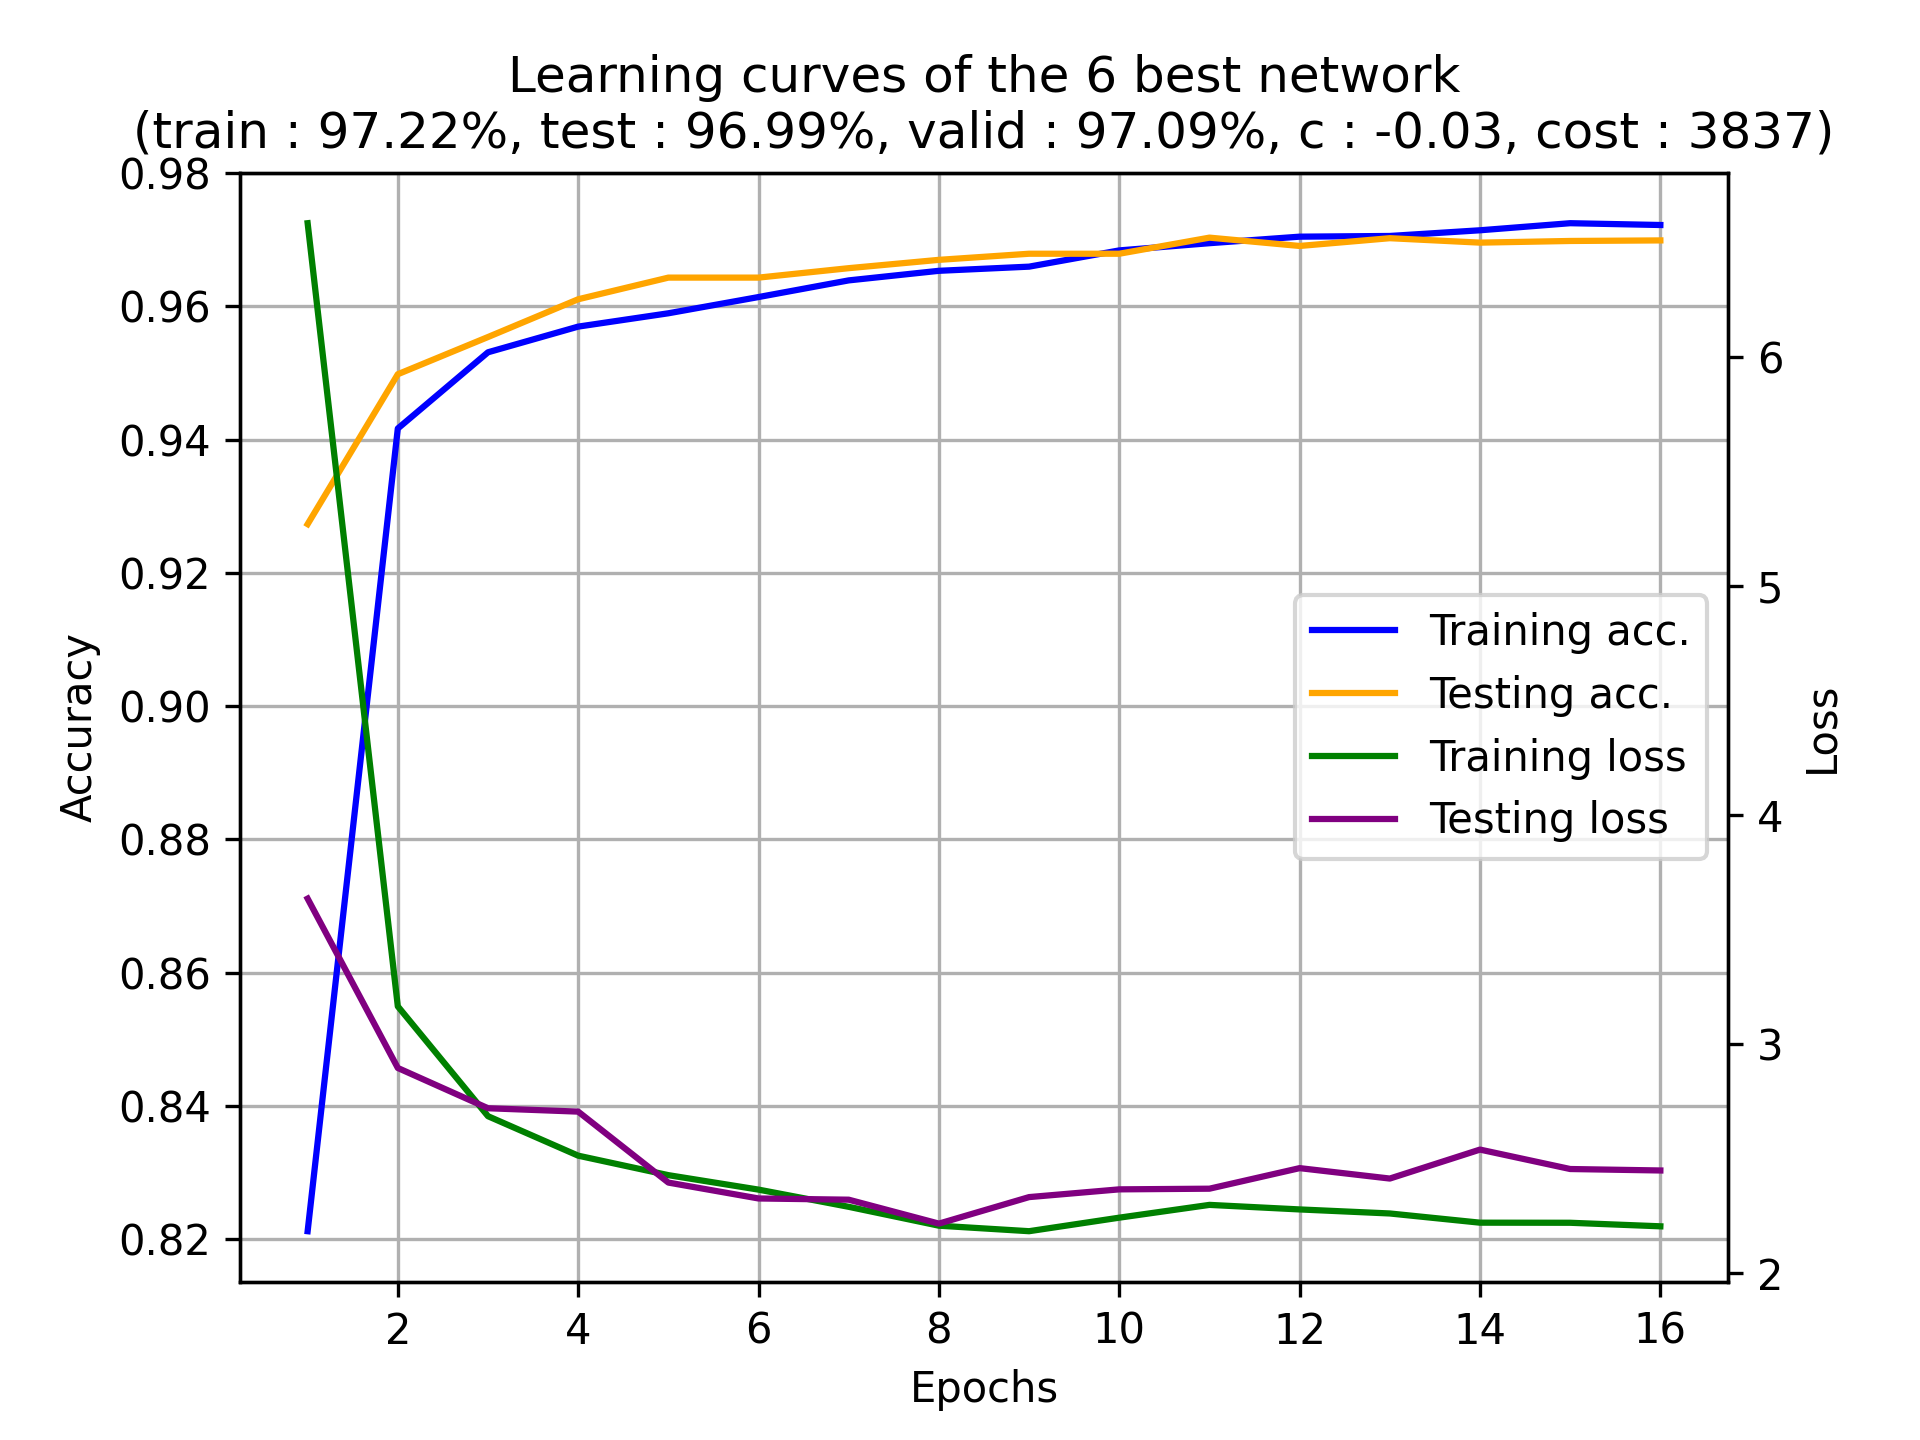 Learning curves of the 6 best network
(train : 97.22%, test : 96.99%, valid : 97.09%, c : -0.03, cost : 3837)
0.98
0.96
0.94
0.92
0.90
0.88
0.86
0.84
0.82
Accuracy
6
5
4
3
2
Loss
Training acc.
Testing acc.
Training loss
Testing loss
2 4 6 8 10 12 14 16
Epochs